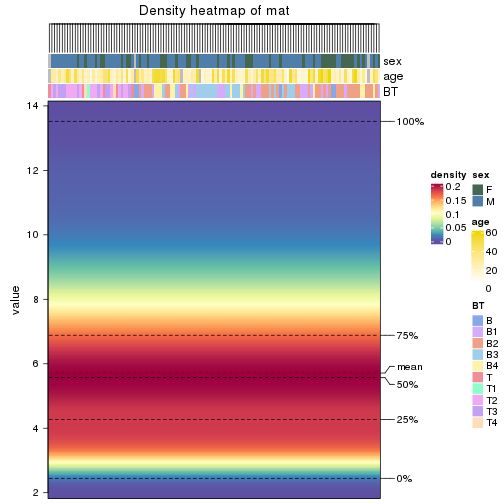 Density heatmap of mat
sex
age
BT
14
12
10
8
6
4
2
value
100%
75%
mean
50%
25%
0%
density
0.2
0.15
0.1
0.05
0
sex
F
M
age
60
40
20
0
BT
B
B1
B2
B3
B4
T
T1
T2
T3
T4